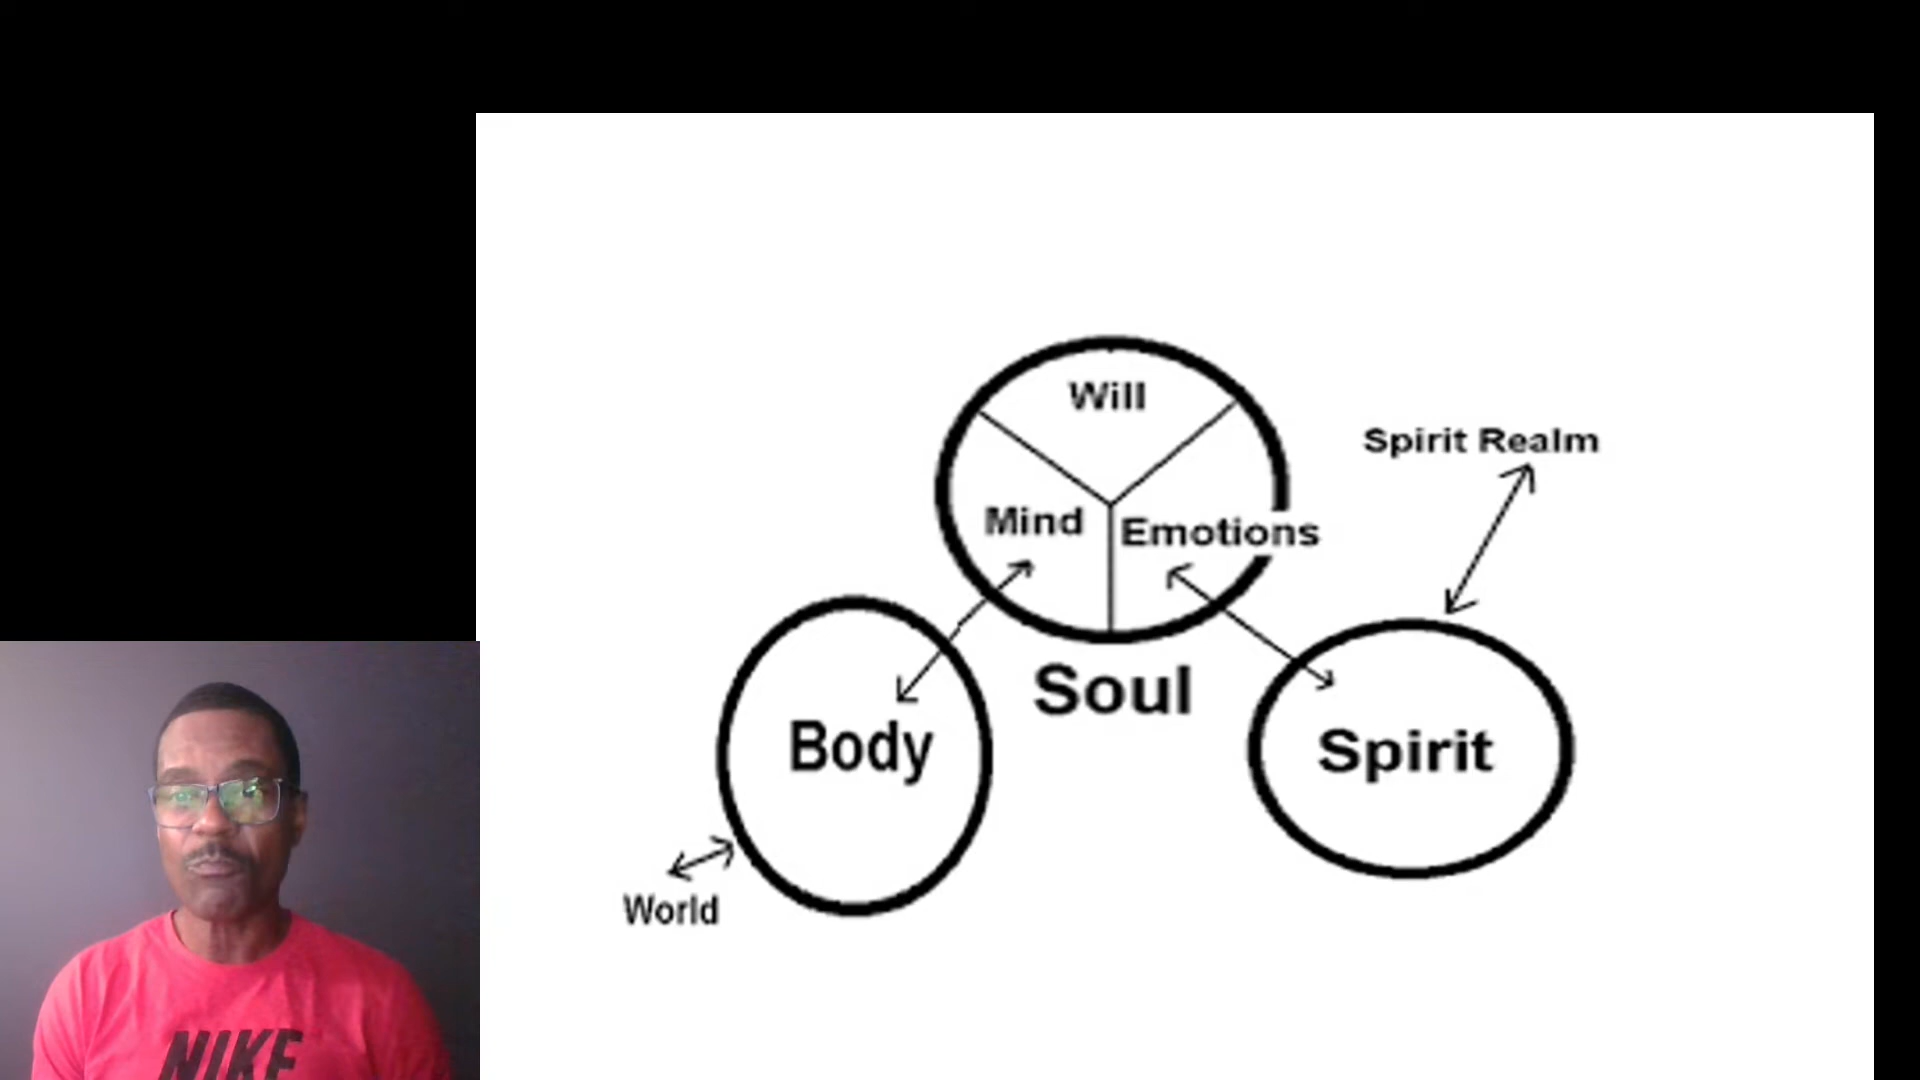 Will
Spirit Realm
Mind
Emotions
Soul
Body
Spirit
World
NIKE